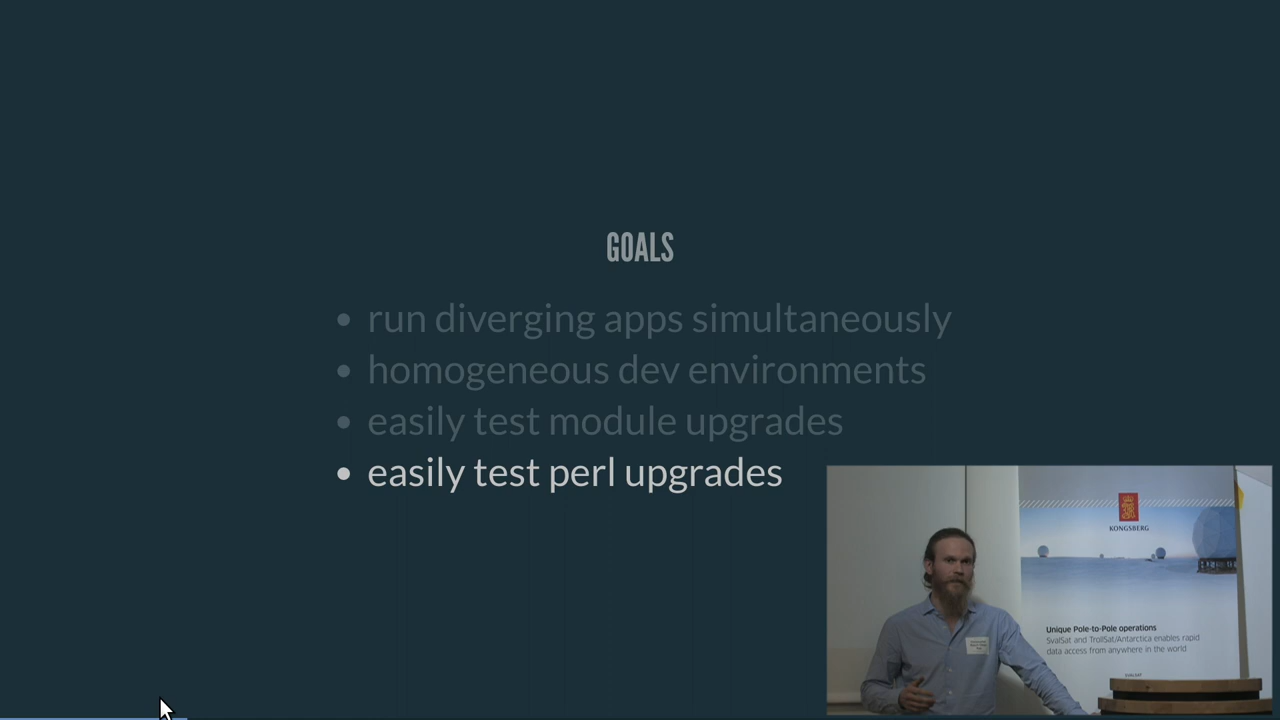 GOALS
• run diverging apps simultaneously
• homogeneous dev environments
• easily test module upgrades
• easily test perl upgrades
KONGSBERG
Unique Pole-to-Pole operations
SvalSat and TrollSat/Antarctica enables rapid
data access from anywhere in the world